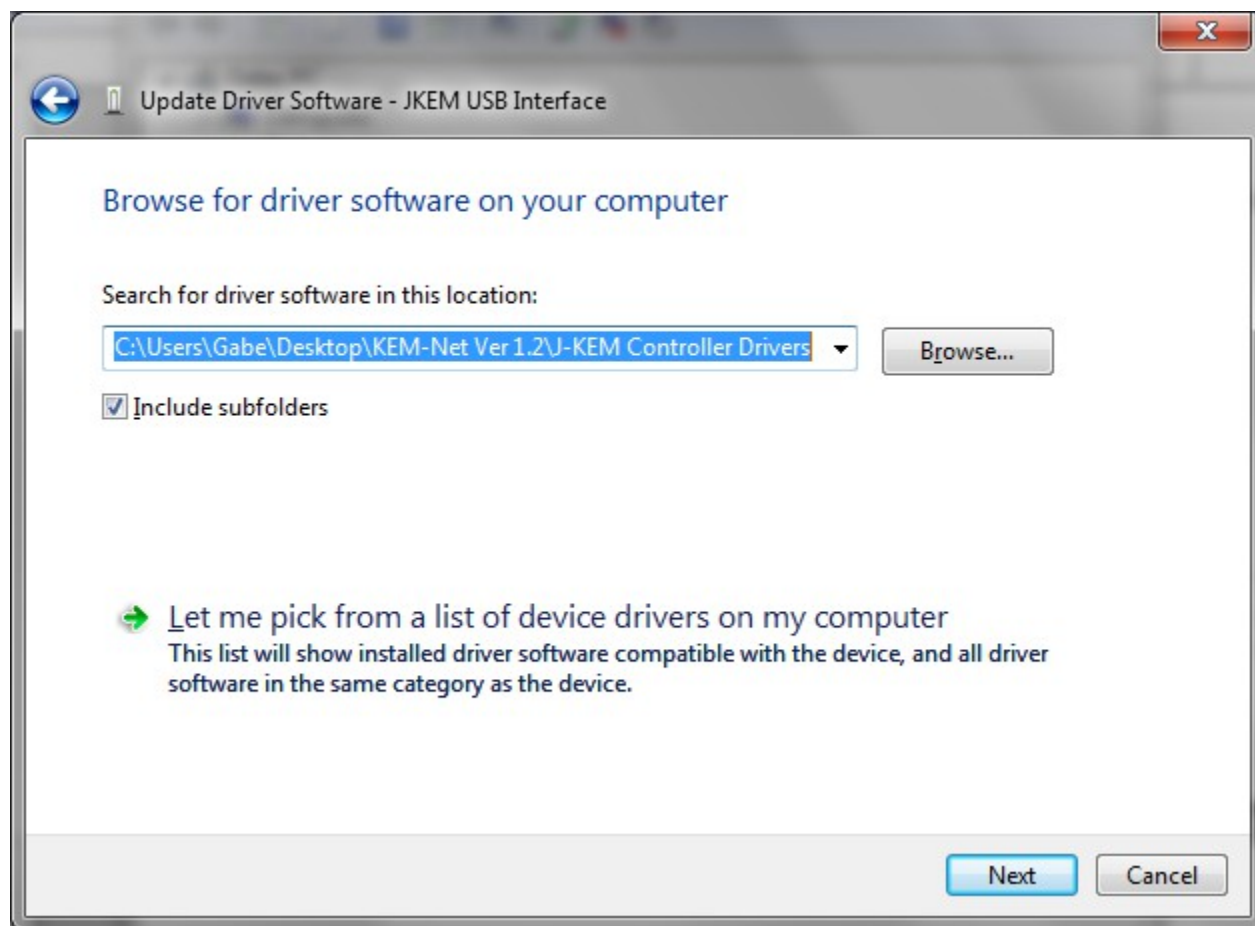 Update Driver Software - JKEM USB Interface
Browse for driver software on your computer
Search for driver software in this location:
C:\Users\Gabe\Desktop\KEM-Net Ver 1.2\J-KEM Controller Drivers
Browse...
Include subfolders
Let me pick from a list of device drivers on my computer
This list will show installed driver software compatible with the device, and all driver
software in the same category as the device.
Next
Cancel